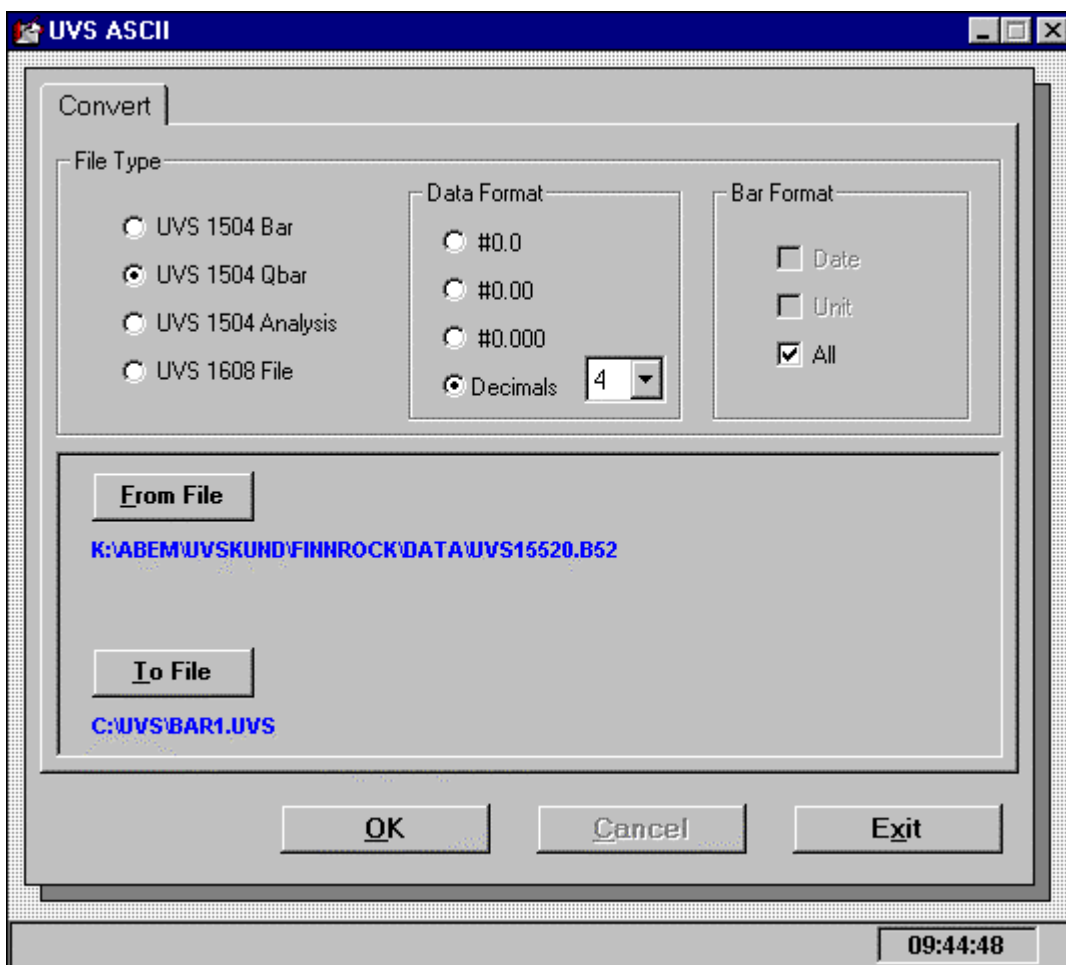 UVS ASCII
Convert
File Type
UVS 1504 Bar
UVS 1504 Qbar
UVS 1504 Analysis
UVS 1608 File
Data Format
#0.0
#0.00
#0.000
Decimals 4
Bar Format
Date
Unit
All
From File
K:\ABEM\UVSKUND\FINNROCK\DATA\UVS15520.B52
To File
C:\UVS\BAR1.UVS
OK Cancel Exit
09:44:48